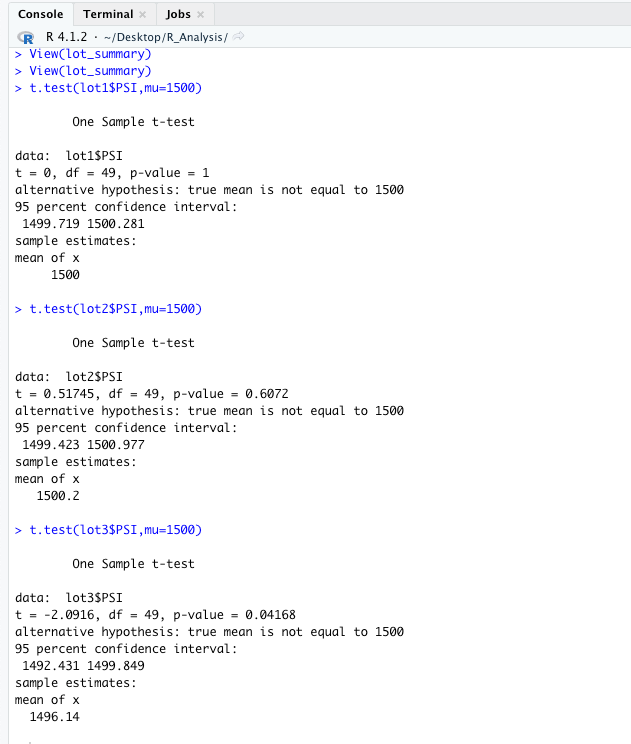 Console Terminal Jobs
R R 4.1.2 · ~/Desktop/R_Analysis/
> View(lot_summary)
> View(lot_summary)
> t.test(lot1$PSI,mu=1500)
One Sample t-test
data:  lot1$PSI
t = 0, df = 49, p-value = 1
alternative hypothesis: true mean is not equal to 1500
95 percent confidence interval:
1499.719 1500.281
sample estimates:
mean of x
1500
> t.test(lot2$PSI,mu=1500)
One Sample t-test
data:  lot2$PSI
t = 0.51745, df = 49, p-value = 0.6072
alternative hypothesis: true mean is not equal to 1500
95 percent confidence interval:
1499.423 1500.977
sample estimates:
mean of x
1500.2
> t.test(lot3$PSI,mu=1500)
One Sample t-test
data:  lot3$PSI
t = -2.0916, df = 49, p-value = 0.04168
alternative hypothesis: true mean is not equal to 1500
95 percent confidence interval:
1492.431 1499.849
sample estimates:
mean of x
1496.14